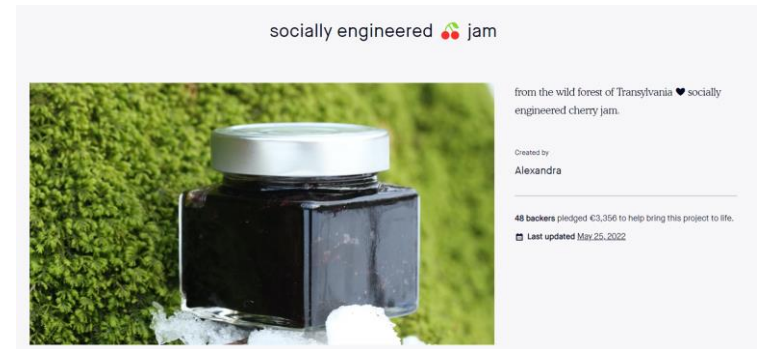 socially engineered 🍒 jam
from the wild forest of Transylvania ♥ socially
engineered cherry jam.
Created by
Alexandra
48 backers pledged €3,356 to help bring this project to life.
Last updated May 25, 2022